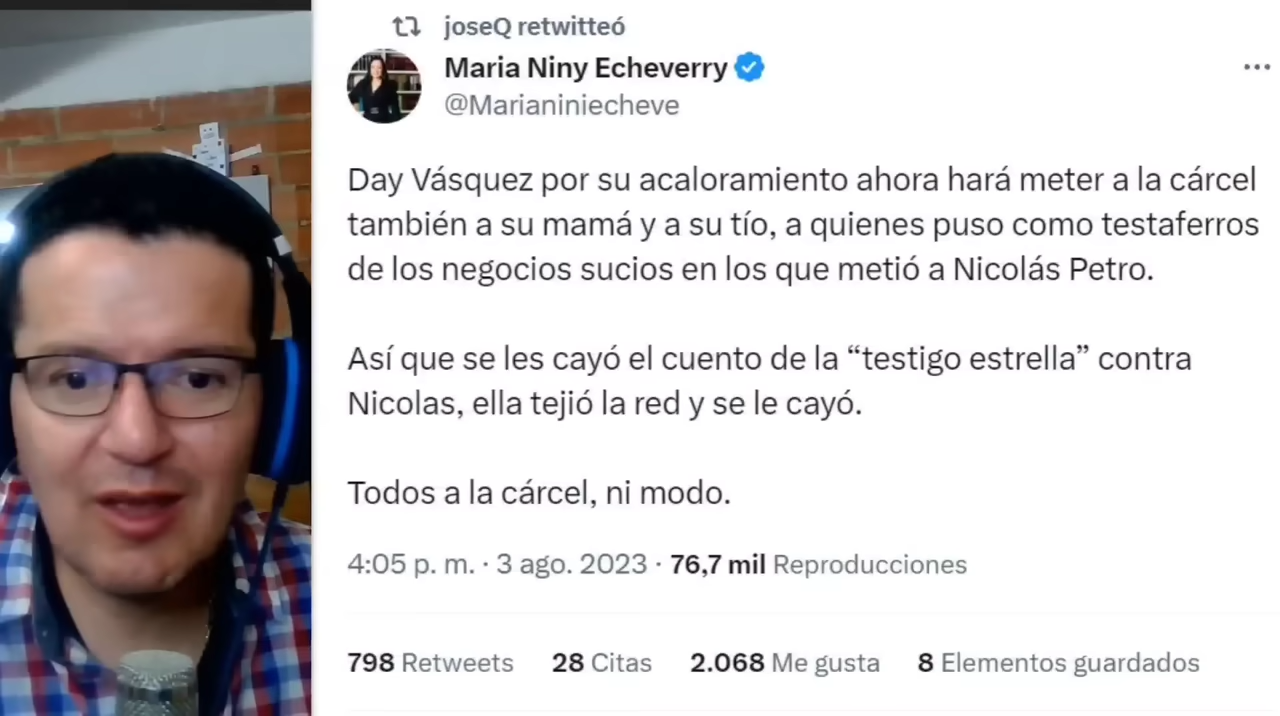 joseQ retwitteó
Maria Niny Echeverry
@Marianiniecheve
Day Vásquez por su acaloramiento ahora hará meter a la cárcel
también a su mamá y a su tío, a quienes puso como testaferros
de los negocios sucios en los que metió a Nicolás Petro.
Así que se les cayó el cuento de la “testigo estrella” contra
Nicolas, ella tejió la red y se le cayó.
Todos a la cárcel, ni modo.
4:05 p. m. · 3 ago. 2023 · 76,7 mil Reproducciones
798 Retweets 28 Citas 2.068 Me gusta 8 Elementos guardados